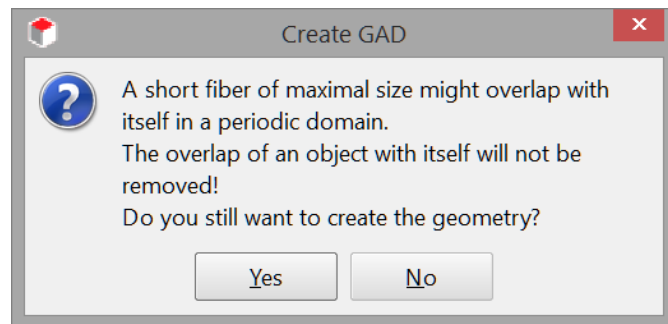 Create GAD
x
A short fiber of maximal size might overlap with
itself in a periodic domain.
The overlap of an object with itself will not be
removed!
Do you still want to create the geometry?
Yes
No